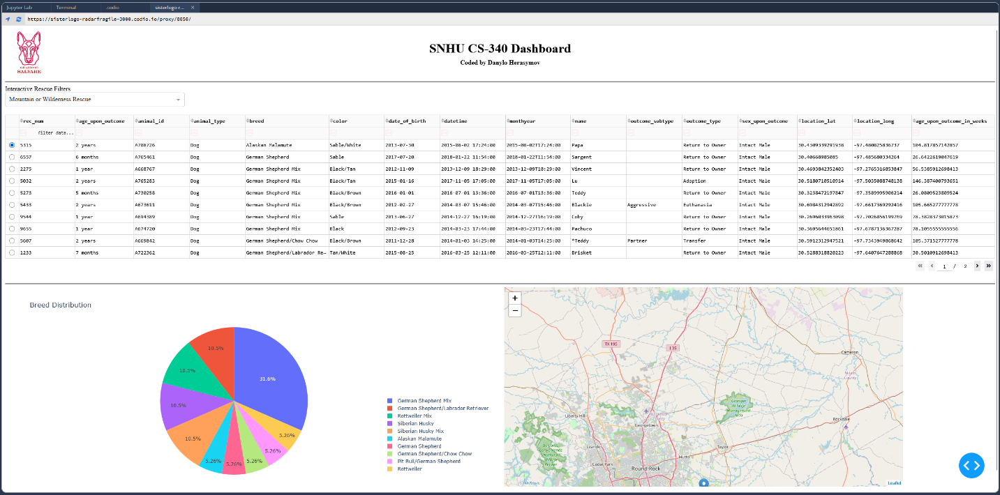 Jupyter Lab Terminal .codio sisterlogo-r... ×
https://sisterlogo-radarfragile-3000.codio.io/proxy/8050/
GRAZIOSO
SALVARE
SNHU CS-340 Dashboard
Coded by Danylo Herasymov
Interactive Rescue Filters
Mountain or Wilderness Rescue
rec_num age_upon_outcome animal_id animal_type breed color date_of_birth datetime monthyear name outcome_subtype outcome_type sex_upon_outcome location_lat location_long age_upon_outcome_in_weeks
filter data...
5315 2 years A708726 Dog Alaskan Malamute Sable/White 2013-07-30 2015-08-02 17:24:00 2015-08-02T17:24:00 Papa Return to Owner Intact Male 30.4309339291938 -97.480825836737 104.817857142857
6557 6 months A765461 Dog German Shepherd Sable 2017-07-20 2018-01-22 11:54:00 2018-01-22T11:54:00 Sargent Return to Owner Intact Male 30.40668985085 -97.485680334264 26.6422619047619
2275 1 year A668767 Dog German Shepherd Mix Black/Tan 2012-11-09 2013-12-09 18:29:00 2013-12-09T18:29:00 Vincent Return to Owner Intact Male 30.4693842352403 -97.2765316853847 56.5385912698413
5032 2 years A765283 Dog German Shepherd Mix Black/Tan 2015-01-16 2017-11-05 17:05:00 2017-11-05T17:05:00 Lu Adoption Intact Male 30.5180710510914 -97.5035088748138 146.387400793651
5273 5 months A730258 Dog German Shepherd Mix Black/Brown 2016-01-01 2016-07-01 13:36:00 2016-07-01T13:36:00 Teddy Return to Owner Intact Male 30.3238472197847 -97.3589995906214 26.0809523809524
5433 2 years A673611 Dog German Shepherd Mix Black/Brown 2012-02-27 2014-03-07 15:46:00 2014-03-07T15:46:00 Blackie Aggressive Euthanasia Intact Male 30.6984312942892 -97.6617369292416 105.665277777778
9544 1 year A694389 Dog German Shepherd Mix Sable 2013-06-27 2014-12-27 16:19:00 2014-12-27T16:19:00 Coby Return to Owner Intact Male 30.2696033963098 -97.7026856199769 78.3828373015873
9655 1 year A674720 Dog German Shepherd Mix Black 2012-09-23 2014-03-23 17:44:00 2014-03-23T17:44:00 Pachuco Return to Owner Intact Male 30.3695644651861 -97.6787136367287 78.1055555555556
5607 2 years A669842 Dog German Shepherd/Chow Chow Black/Brown 2011-12-28 2014-01-03 14:25:00 2014-01-03T14:25:00 *Teddy Partner Transfer Intact Male 30.5912312947521 -97.7343949868642 105.371527777778
1233 7 months A722362 Dog German Shepherd/Labrador Re… Tan/White 2015-08-25 2016-03-25 12:11:00 2016-03-25T12:11:00 Brisket Return to Owner Intact Male 30.5288318820223 -97.6407647288868 30.5010912698413
« ‹ 1 / 2 › »
Breed Distribution
31.6%
10.5%
10.5%
10.5%
10.5%
5.26%
5.26%
5.26%
5.26%
5.26%
German Shepherd Mix
German Shepherd/Labrador Retriever
Rottweiler Mix
Siberian Husky
Siberian Husky Mix
Alaskan Malamute
German Shepherd
German Shepherd/Chow Chow
Pit Bull/German Shepherd
Rottweiler
+
−
TX 195
I 35
Cameron
Milam
County
Granger
Wildlife
Management
Area
Liberty Hill
Georgetown
Rockdale
Leander
Taylor
Balcones
Canyonlands
National
Wildlife
Refuge
Hutto
Cedar Park
Round Rock
Lake Travis
Leaflet